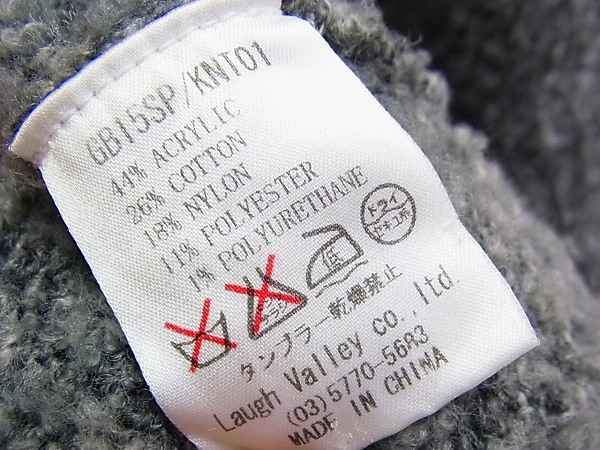 GB15SP/KNT01
44% ACRYLIC
26% COTTON
18% NYLON
11% POLYESTER
1% POLYURETHANE
低
ドライ
セキユ系
タンブラー乾燥禁止
Laugh Valley co.,ltd.
(03)5770-5683
MADE IN CHINA